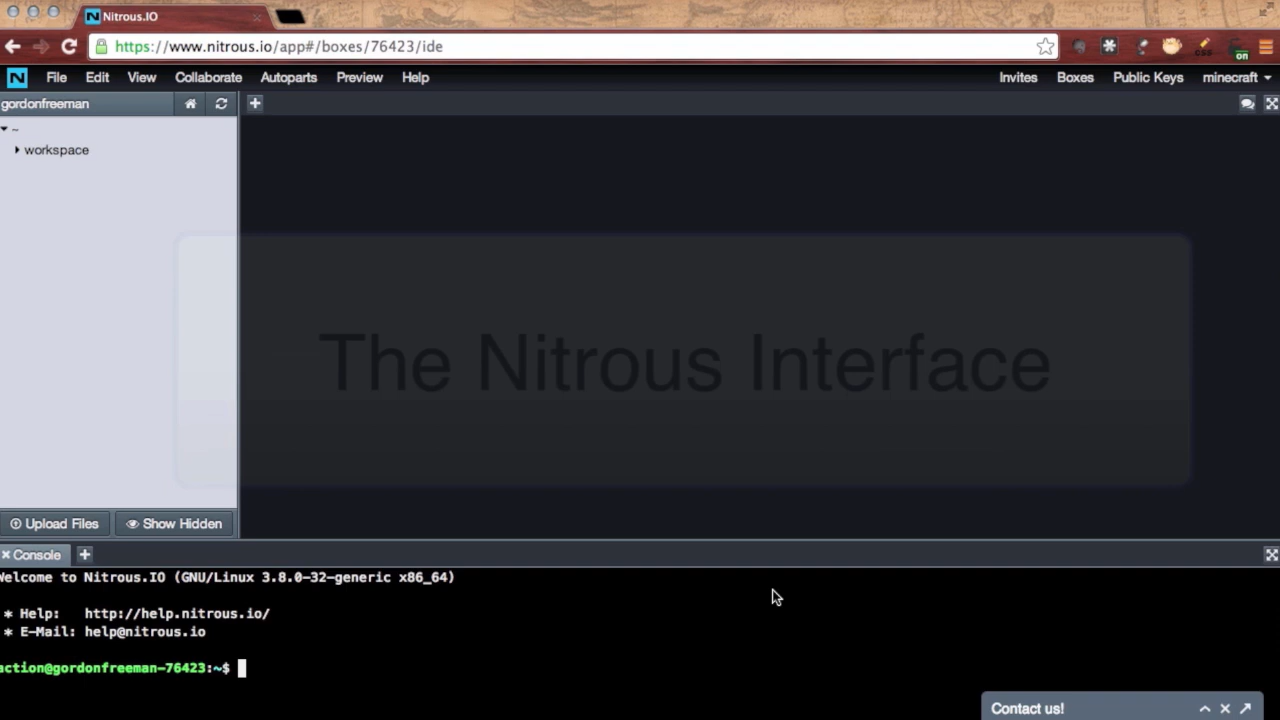 Nitrous.IO
https://www.nitrous.io/app#/boxes/76423/ide
css
on
N File Edit View Collaborate Autoparts Preview Help Invites Boxes Public Keys minecraft
gordonfreeman
~
workspace
The Nitrous Interface
Upload Files Show Hidden
Console
Welcome to Nitrous.IO (GNU/Linux 3.8.0-32-generic x86_64)
* Help: http://help.nitrous.io/
* E-Mail: help@nitrous.io
action@gordonfreeman-76423:~$
Contact us!